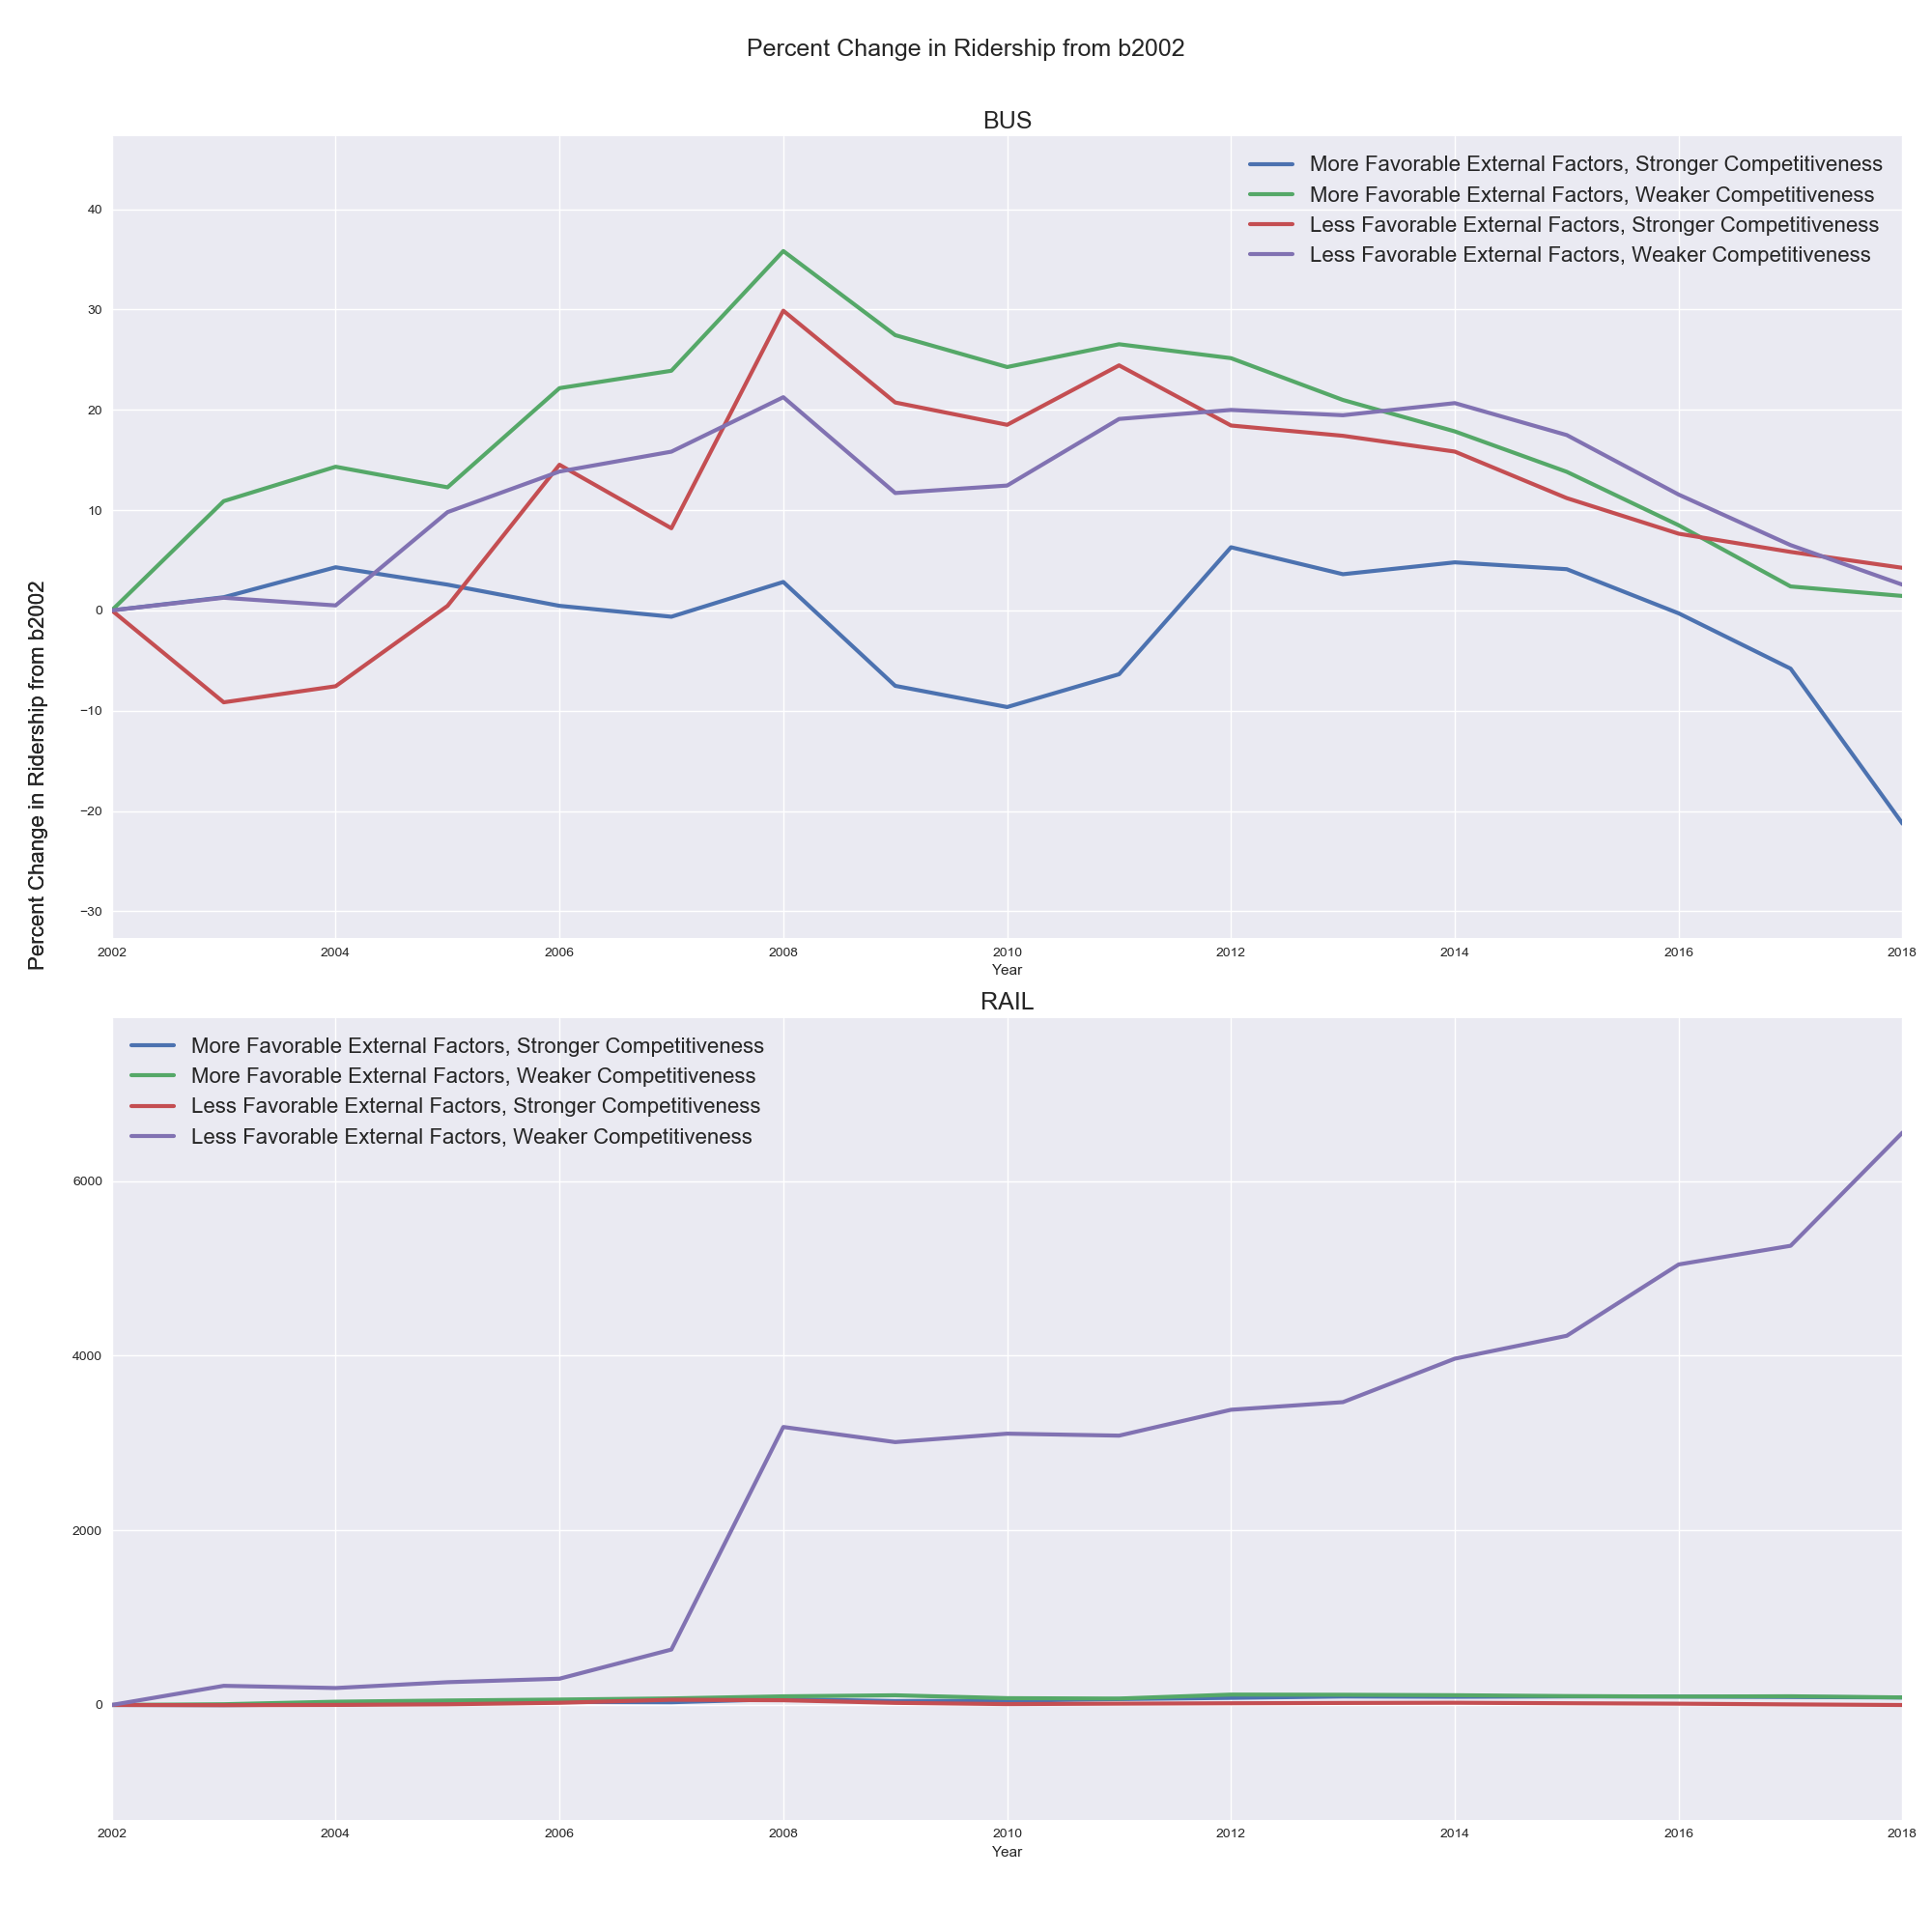 Percent Change in Ridership from b2002
BUS
More Favorable External Factors, Stronger Competitiveness
More Favorable External Factors, Weaker Competitiveness
Less Favorable External Factors, Stronger Competitiveness
Less Favorable External Factors, Weaker Competitiveness
40
30
20
10
0
−10
−20
−30
Percent Change in Ridership from b2002
2002 2004 2006 2008 2010 2012 2014 2016 2018
Year
RAIL
More Favorable External Factors, Stronger Competitiveness
More Favorable External Factors, Weaker Competitiveness
Less Favorable External Factors, Stronger Competitiveness
Less Favorable External Factors, Weaker Competitiveness
6000
4000
2000
0
2002 2004 2006 2008 2010 2012 2014 2016 2018
Year